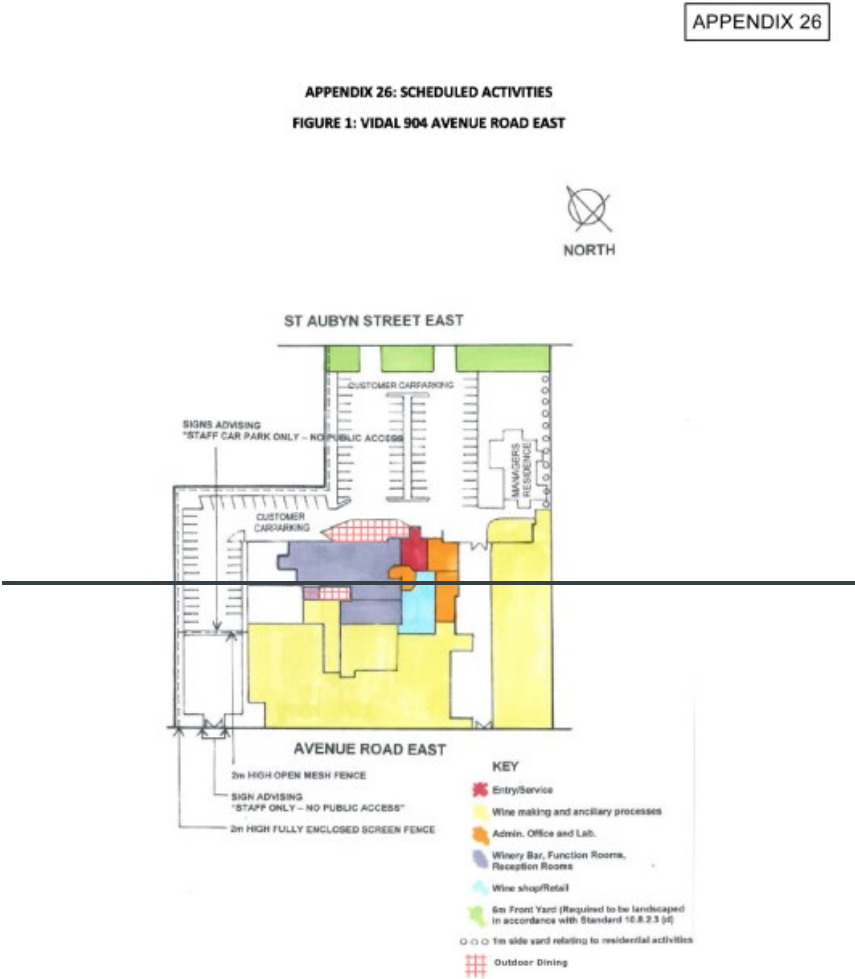 APPENDIX 26
APPENDIX 26: SCHEDULED ACTIVITIES
FIGURE 1: VIDAL 904 AVENUE ROAD EAST
NORTH
ST AUBYN STREET EAST
CUSTOMER CARPARKING
SIGNS ADVISING
"STAFF CAR PARK ONLY – NO PUBLIC ACCESS
MANAGERS
RESIDENCE
CUSTOMER
CARPARKING
AVENUE ROAD EAST
2m HIGH OPEN MESH FENCE
SIGN ADVISING
"STAFF ONLY – NO PUBLIC ACCESS"
2m HIGH FULLY ENCLOSED SCREEN FENCE
KEY
Entry/Service
Wine making and ancillary processes
Admin. Office and Lab.
Winery Bar, Function Rooms,
Reception Rooms
Wine shop/Retail
6m Front Yard (Required to be landscaped
in accordance with Standard 10.8.2.3 (d)
1m side yard relating to residential activities
Outdoor Dining